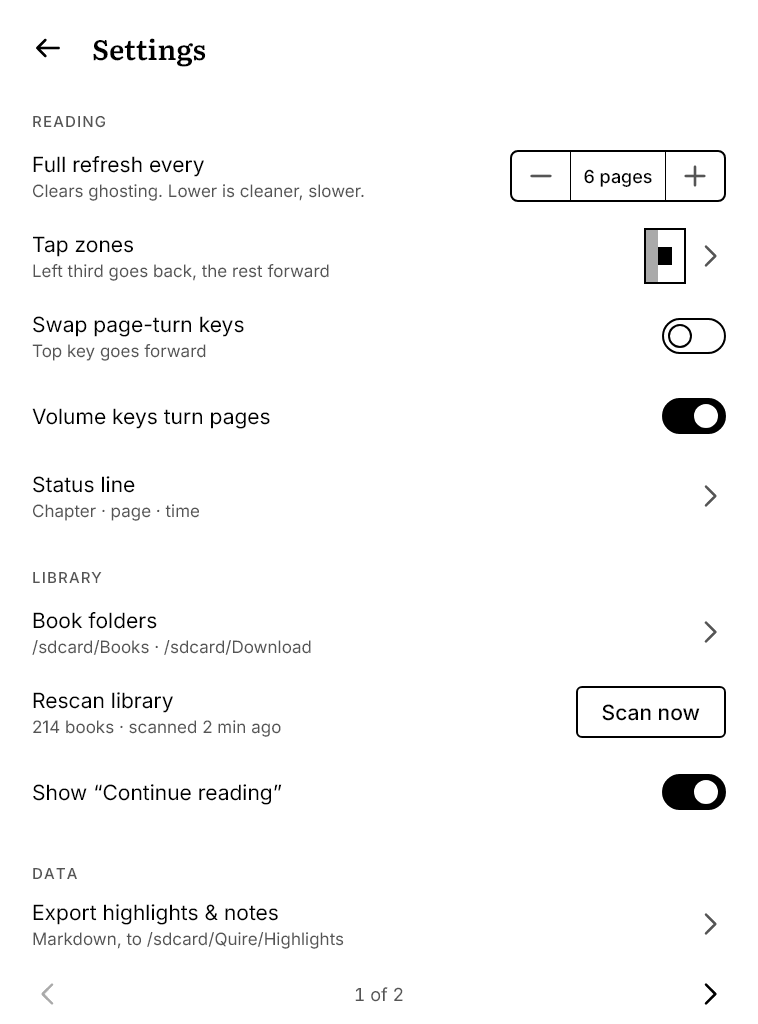 Settings
READING
Full refresh every
Clears ghosting. Lower is cleaner, slower.
6 pages
Tap zones
Left third goes back, the rest forward
Swap page-turn keys
Top key goes forward
Volume keys turn pages
Status line
Chapter · page · time
LIBRARY
Book folders
/sdcard/Books · /sdcard/Download
Rescan library
214 books · scanned 2 min ago
Scan now
Show “Continue reading”
DATA
Export highlights & notes
Markdown, to /sdcard/Quire/Highlights
1 of 2